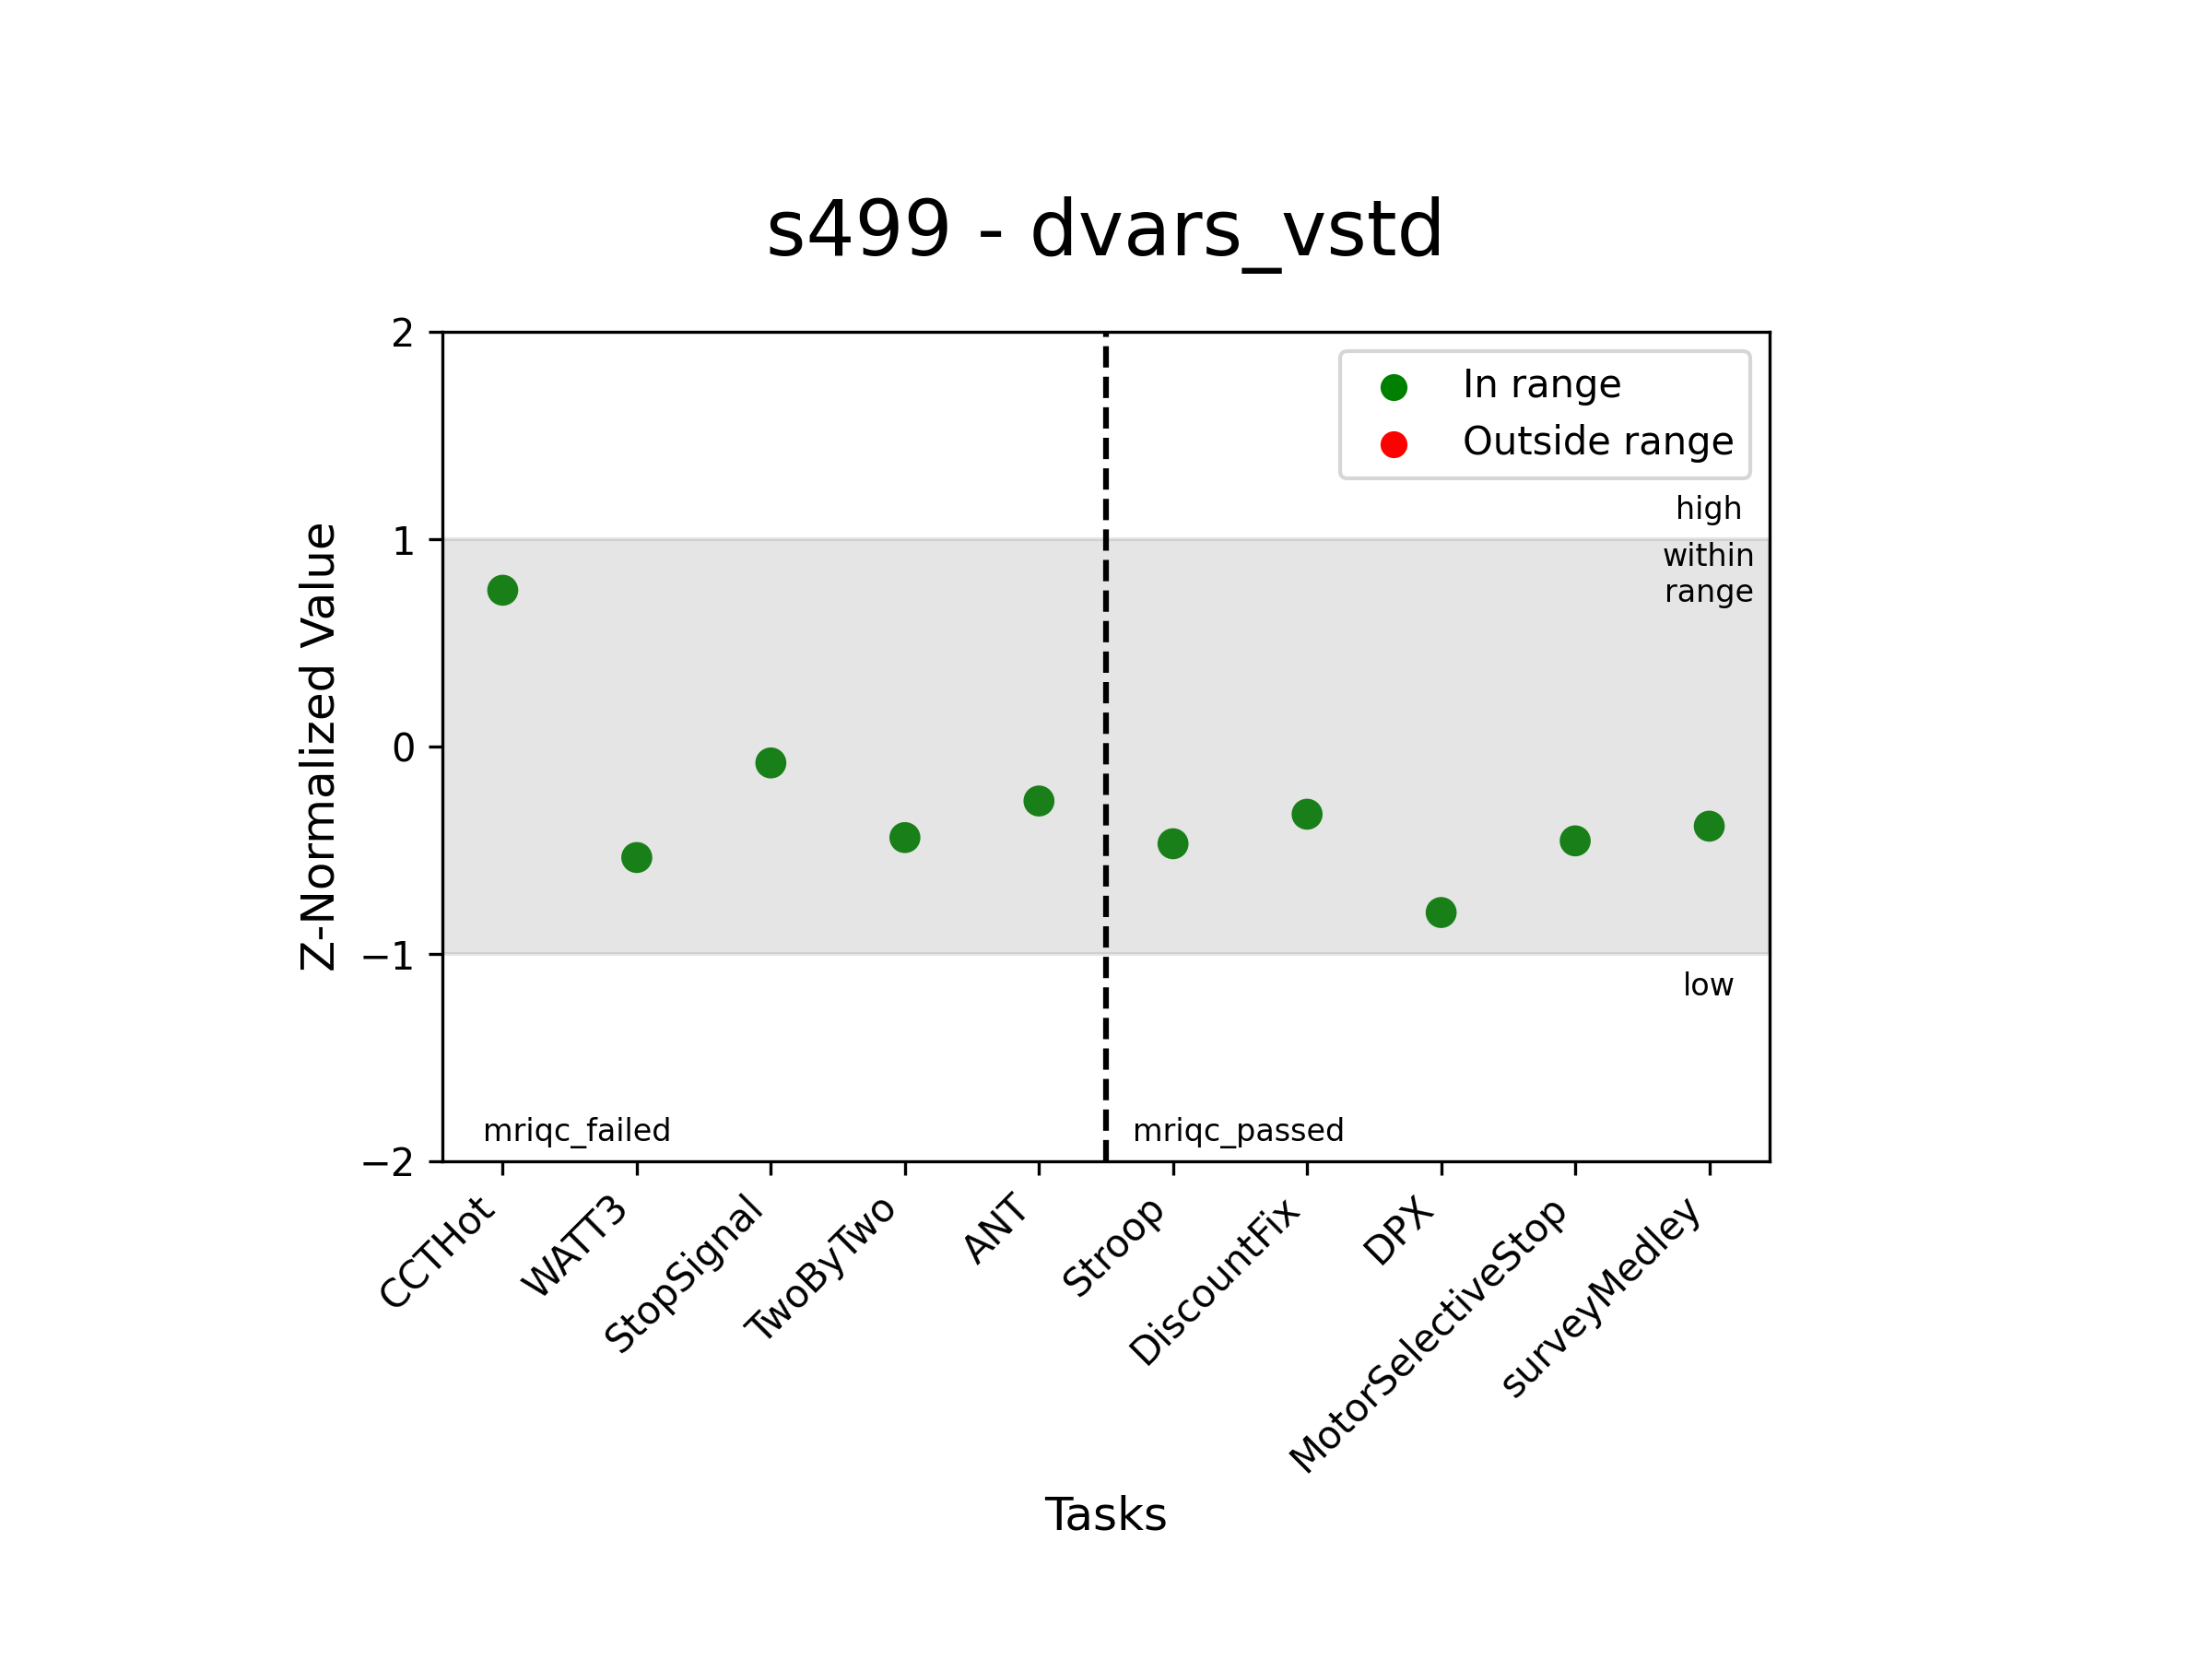 s499 - dvars_vstd
2
1
0
−1
−2
Z-Normalized Value
In range
Outside range
high
within
range
low
mriqc_failed
mriqc_passed
CCTHot
WATT3
StopSignal
TwoByTwo
ANT
Stroop
DiscountFix
DPX
MotorSelectiveStop
surveyMedley
Tasks